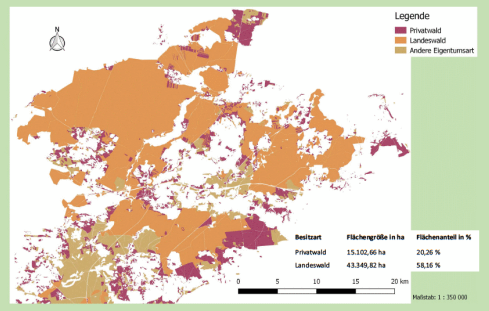 N
Legende
Privatwald
Landeswald
Andere Eigentumsart
Besitzart Flächengröße in ha Flächenanteil in %
Privatwald 15.102,66 ha 20,26 %
Landeswald 43.349,82 ha 58,16 %
0 5 10 15 20 km
Maßstab: 1 : 350 000